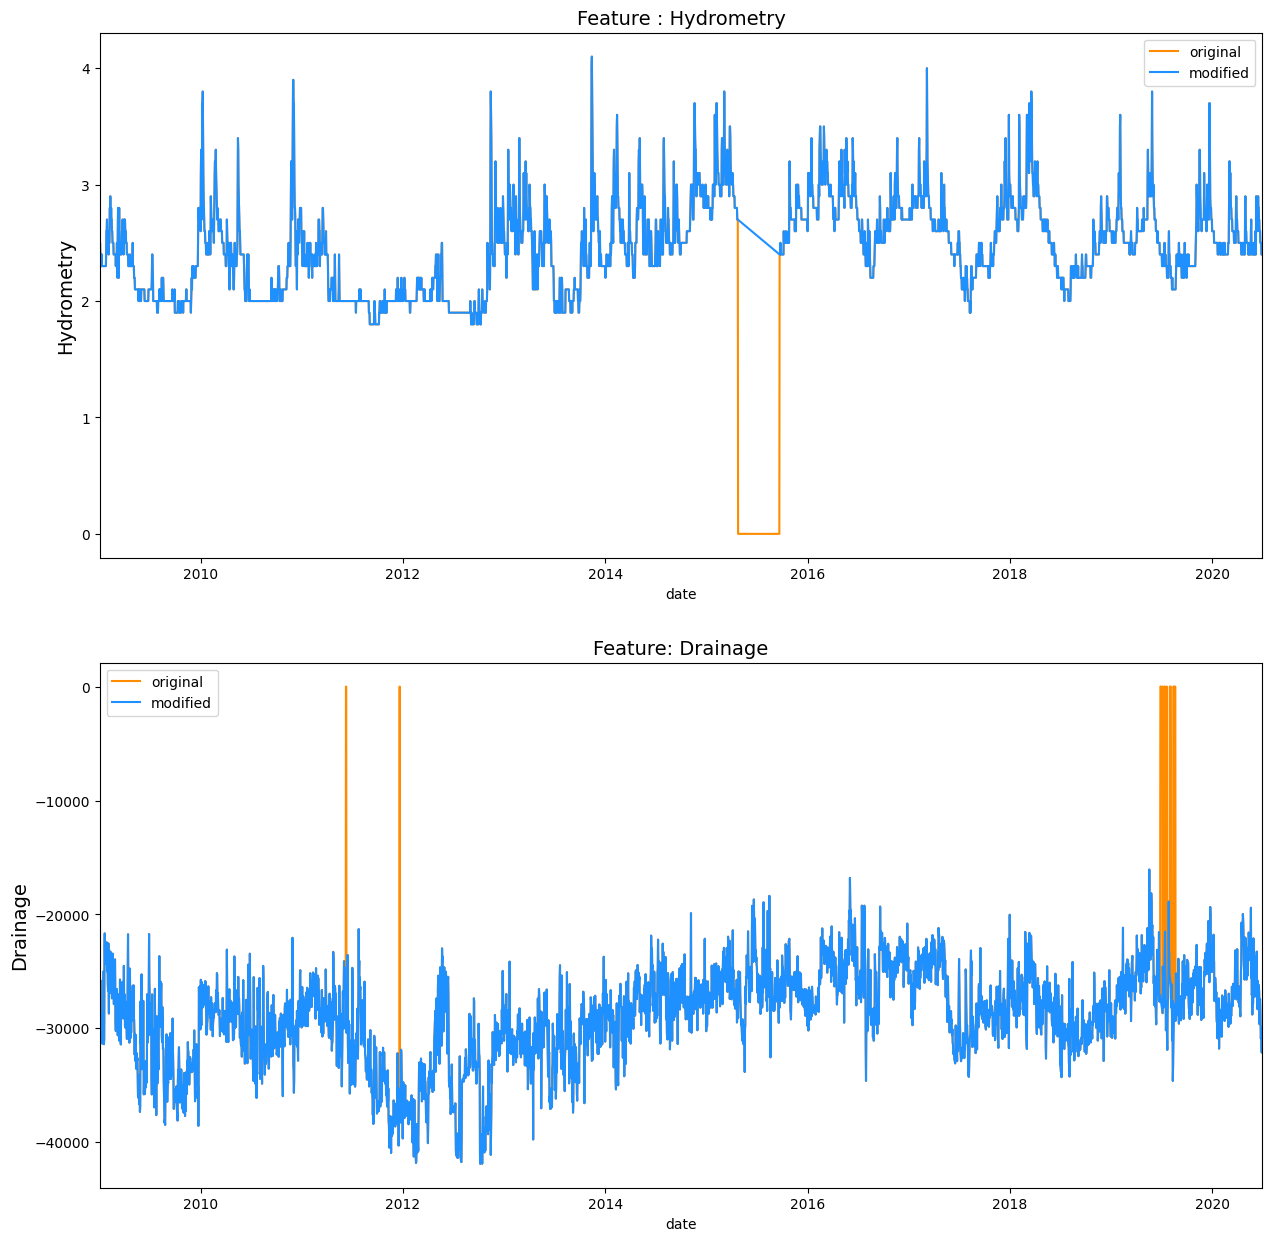 Feature : Hydrometry
original
modified
4
3
2
1
0
Hydrometry
2010 2012 2014 2016 2018 2020
date
Feature: Drainage
original
modified
0
−10000
−20000
−30000
−40000
Drainage
2010 2012 2014 2016 2018 2020
date